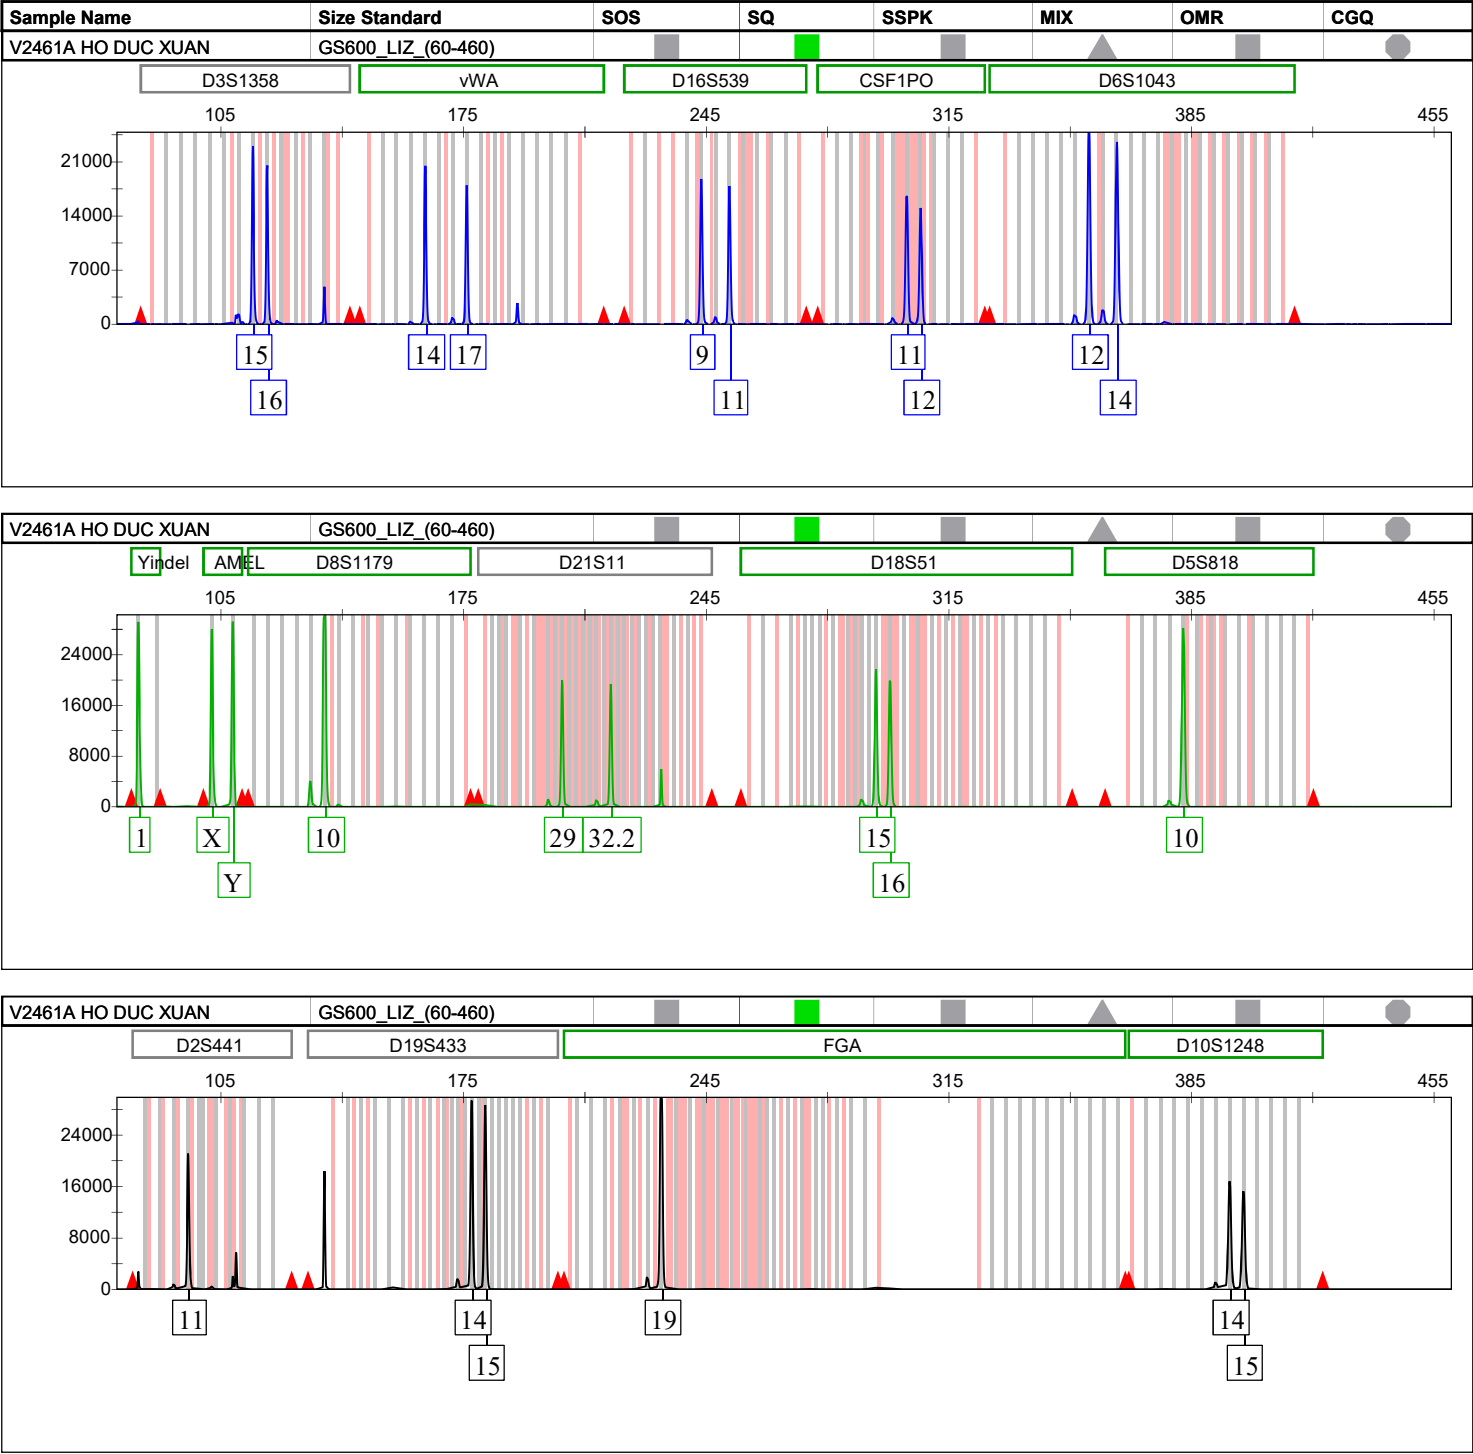 Sample Name Size Standard SOS SQ SSPK MIX OMR CGQ
V2461A HO DUC XUAN GS600_LIZ_(60-460)
D3S1358 vWA D16S539 CSF1PO D6S1043
105 175 245 315 385 455
21000
14000
7000
0
15 14 17 9 11 12
16 11 12 14
V2461A HO DUC XUAN GS600_LIZ_(60-460)
Yindel AMEL D8S1179 D21S11 D18S51 D5S818
105 175 245 315 385 455
24000
16000
8000
0
1 X 10 29 32.2 15 10
Y 16
V2461A HO DUC XUAN GS600_LIZ_(60-460)
D2S441 D19S433 FGA D10S1248
105 175 245 315 385 455
24000
16000
8000
0
11 14 19 14
15 15